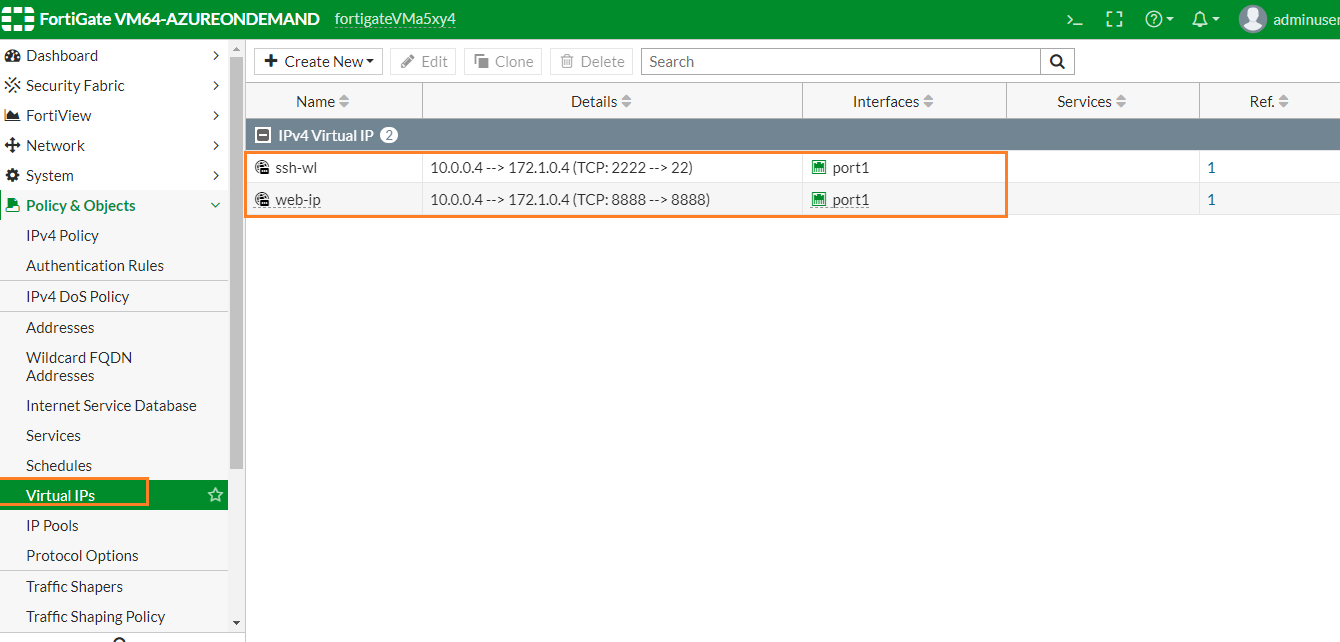 FortiGate VM64-AZUREONDEMAND fortigateVMa5xy4 adminuser
Dashboard
Security Fabric
FortiView
Network
System
Policy & Objects
IPv4 Policy
Authentication Rules
IPv4 DoS Policy
Addresses
Wildcard FQDN
Addresses
Internet Service Database
Services
Schedules
Virtual IPs
IP Pools
Protocol Options
Traffic Shapers
Traffic Shaping Policy
+ Create New Edit Clone Delete Search
Name Details Interfaces Services Ref.
IPv4 Virtual IP 2
ssh-wl 10.0.0.4 --> 172.1.0.4 (TCP: 2222 --> 22) port1 1
web-ip 10.0.0.4 --> 172.1.0.4 (TCP: 8888 --> 8888) port1 1